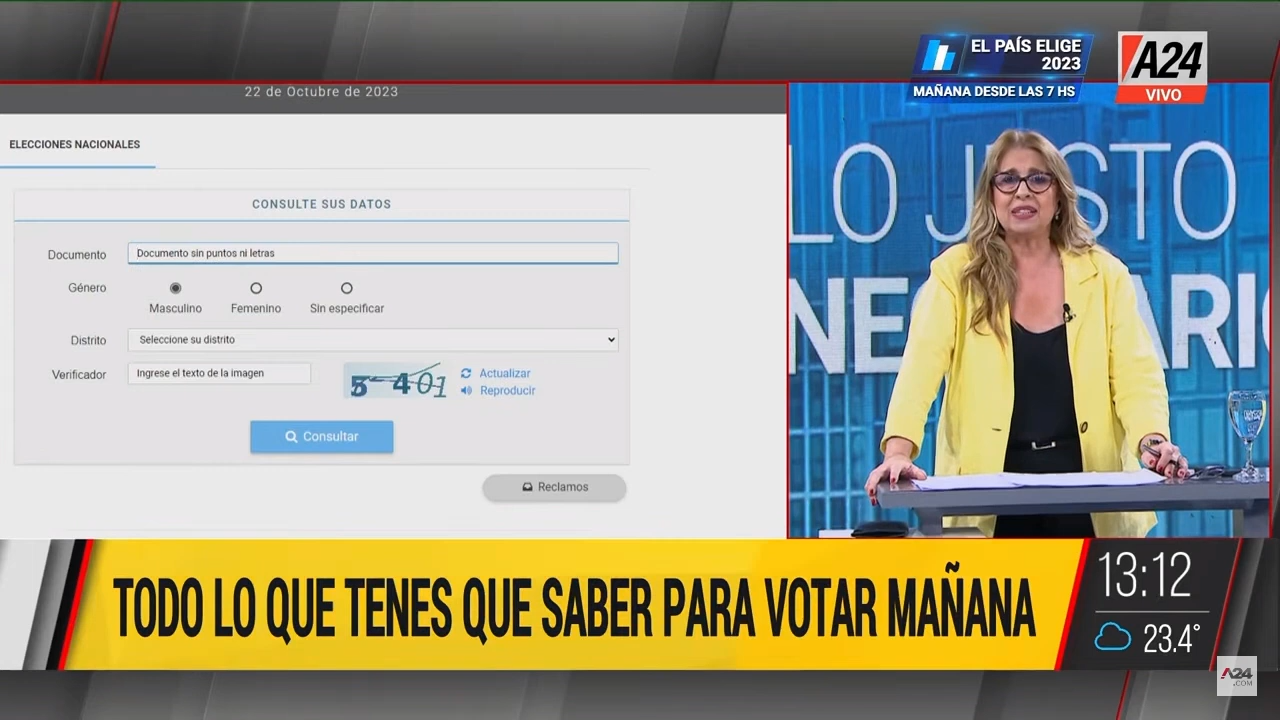 EL PAÍS ELIGE
2023
MAÑANA DESDE LAS 7 HS
A24
VIVO
22 de Octubre de 2023
ELECCIONES NACIONALES
CONSULTE SUS DATOS
Documento
Documento sin puntos ni letras
Género
Masculino
Femenino
Sin especificar
Distrito
Seleccione su distrito
Verificador
Ingrese el texto de la imagen
Actualizar
Reproducir
Consultar
Reclamos
LO JUSTO
TODO LO QUE TENES QUE SABER PARA VOTAR MAÑANA
13:12
23.4°
A24
.COM